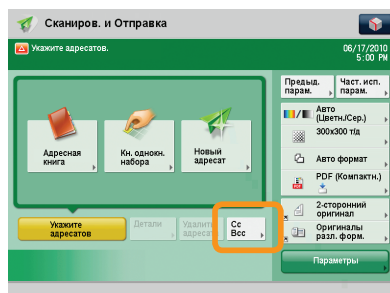 Сканиров. и Отправка
Укажите адресатов.
06/17/2010
5:00 PM
Предыд.
парам.
Част. исп.
парам.
Авто
(Цветн./Сер.)
300x300 т/д
Авто формат
PDF (Компактн.)
2-сторонний
оригинал
Оригиналы
разл. форм.
Параметры
Адресная
книга
Кн. однокн.
набора
Новый
адресат
Укажите
адресатов
Детали
Удалить
адресат
Cc
Bcc